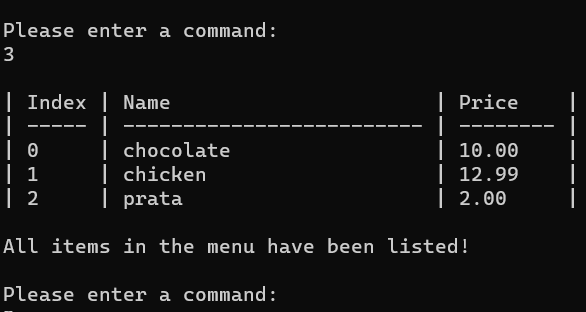 Please enter a command:
3
| Index | Name                      | Price    |
| ----- | ------------------------- | -------- |
| 0     | chocolate                 | 10.00    |
| 1     | chicken                   | 12.99    |
| 2     | prata                     | 2.00     |
All items in the menu have been listed!
Please enter a command: